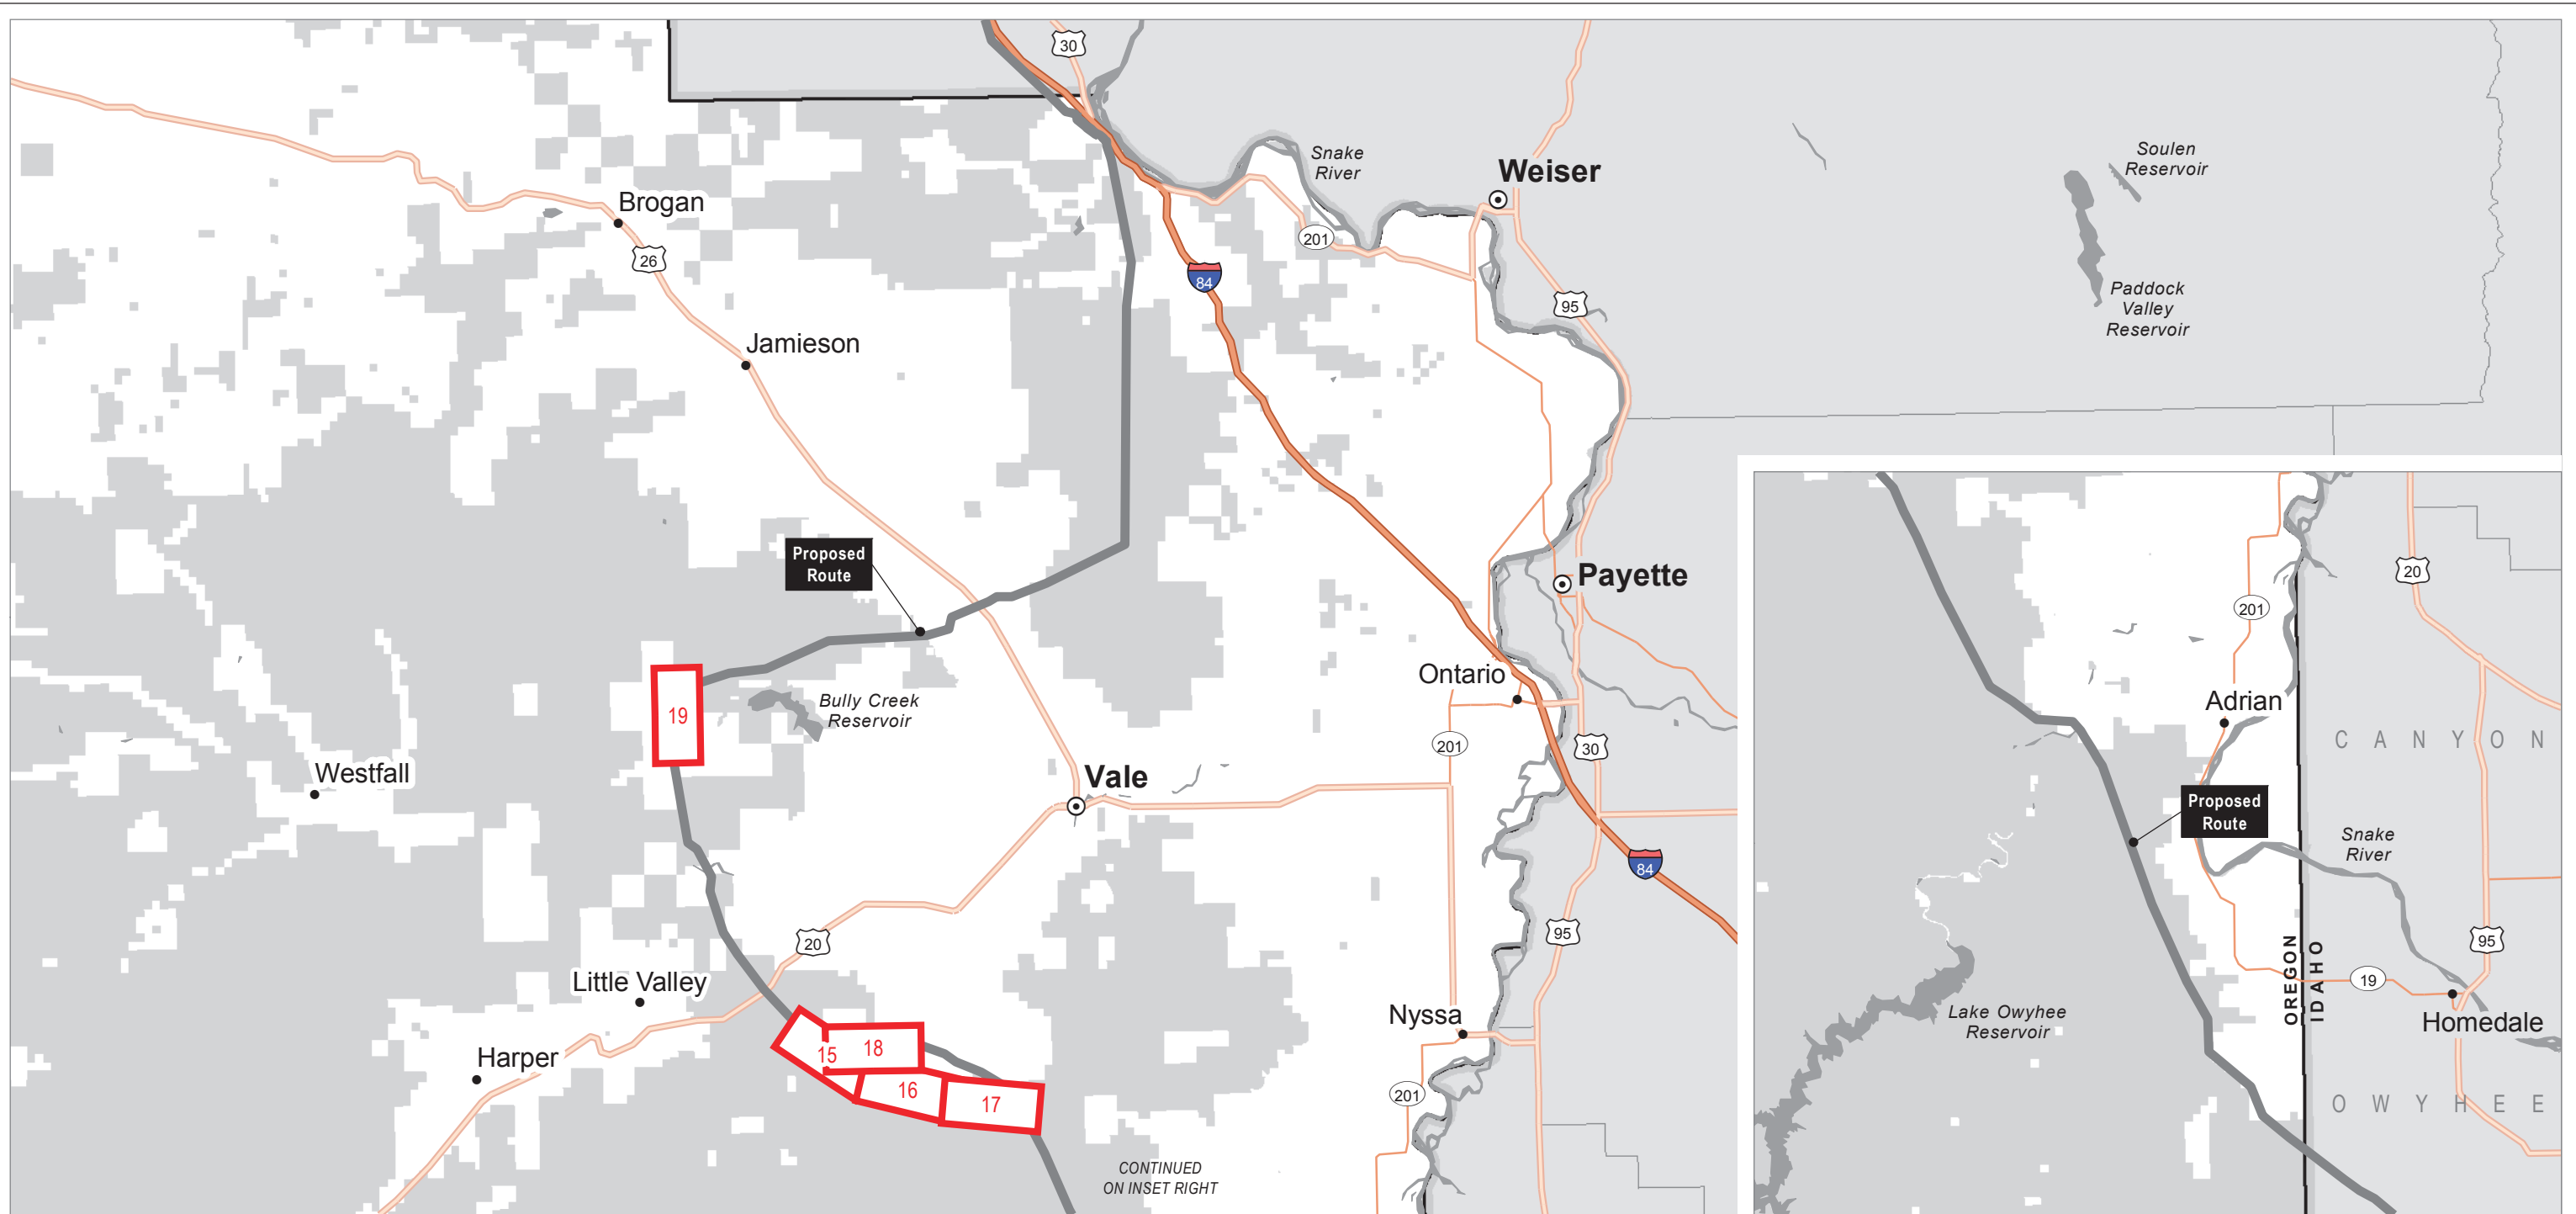 30
Snake
River
Weiser
Soulen
Reservoir
Brogan
201
26
84
Paddock
Valley
Reservoir
95
Jamieson
Proposed
Route
Payette
20
201
Ontario
Bully Creek
Reservoir
19
Adrian
201
30
CANYON
Westfall
Vale
Proposed
Route
Snake
River
84
20
95
95
OREGON
IDAHO
19
Little Valley
Lake Owyhee
Reservoir
Homedale
Nyssa
15
18
Harper
16
17
201
OWYHEE
CONTINUED
ON INSET RIGHT